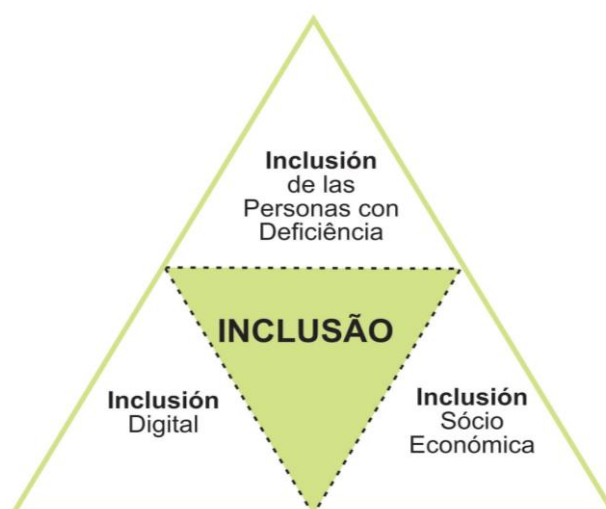 Inclusión
de las
Personas con
Deficiência
INCLUSÃO
Inclusión
Digital
Inclusión
Sócio
Económica